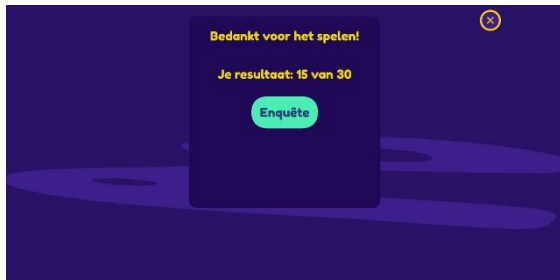 Bedankt voor het spelen!
Je resultaat: 15 van 30
Enquête